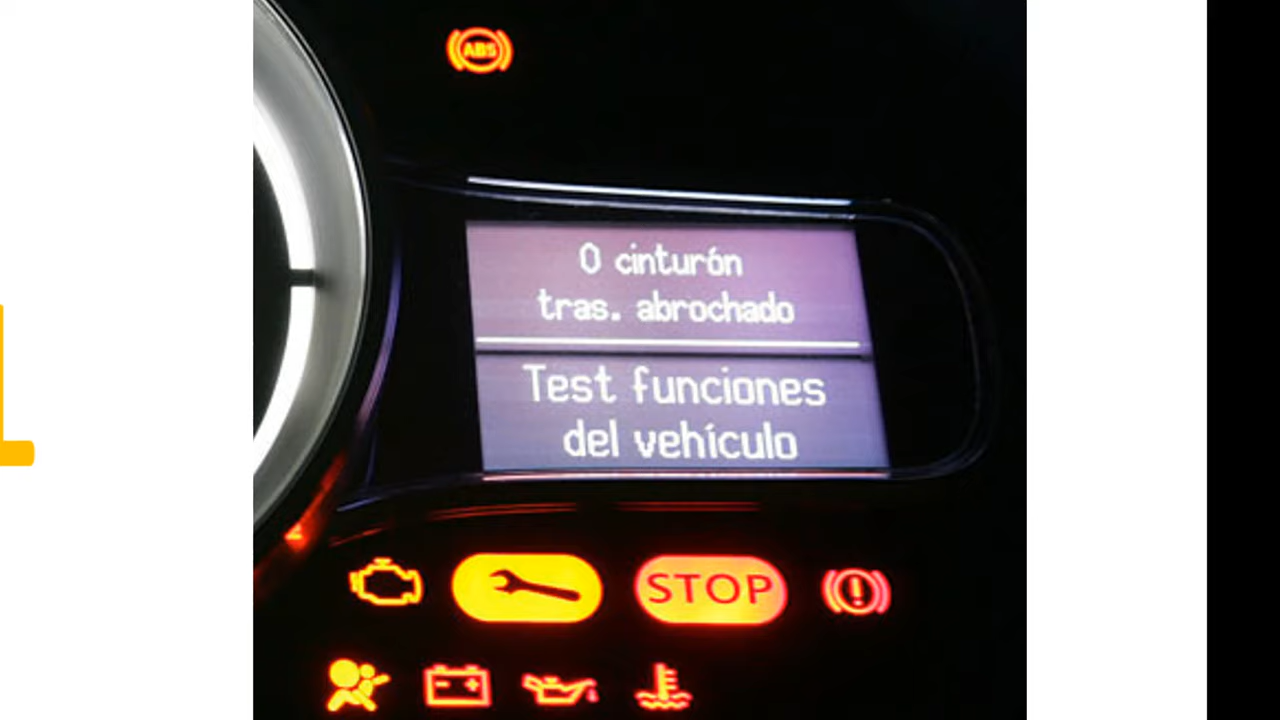 ABS
0 cinturón
tras. abrochado
Test funciones
del vehículo
STOP